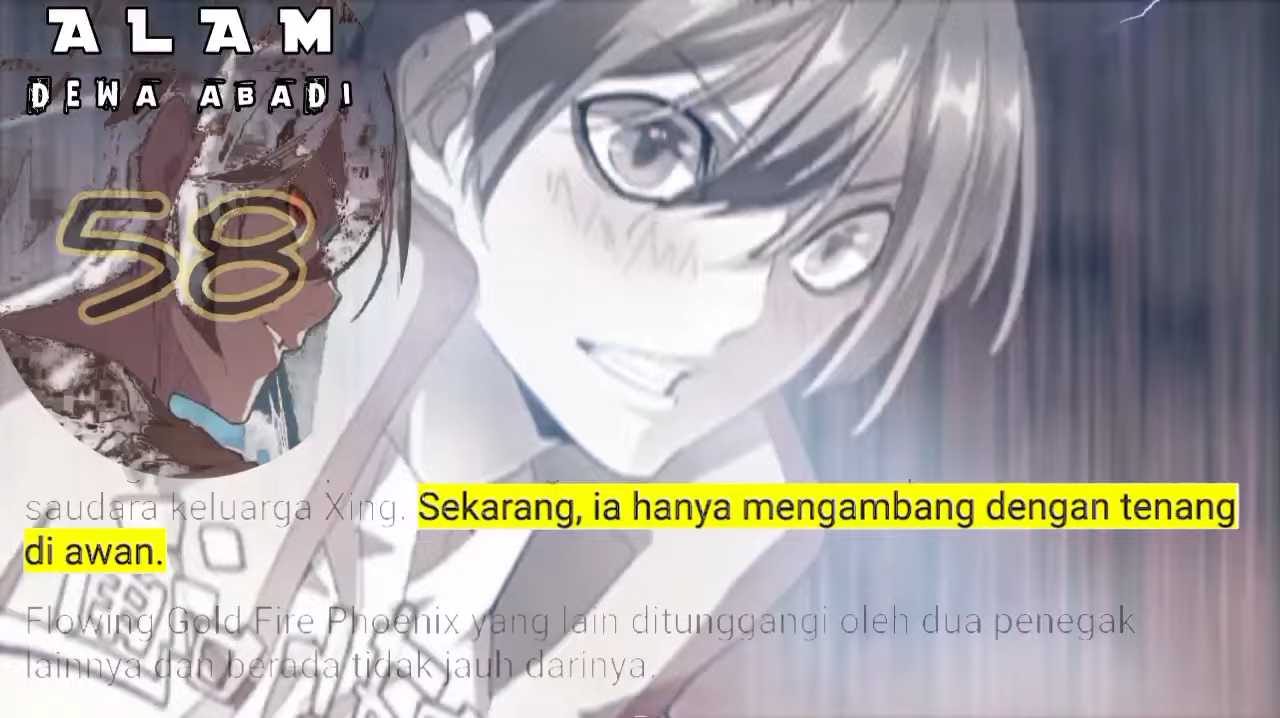 ALAM
DEWA ABADI
58
saudara keluarga Xing. Sekarang, ia hanya mengambang dengan tenang
di awan.
Flowing Gold Fire Phoenix yang lain ditunggangi oleh dua penegak
lainnya dan berada tidak jauh darinya.